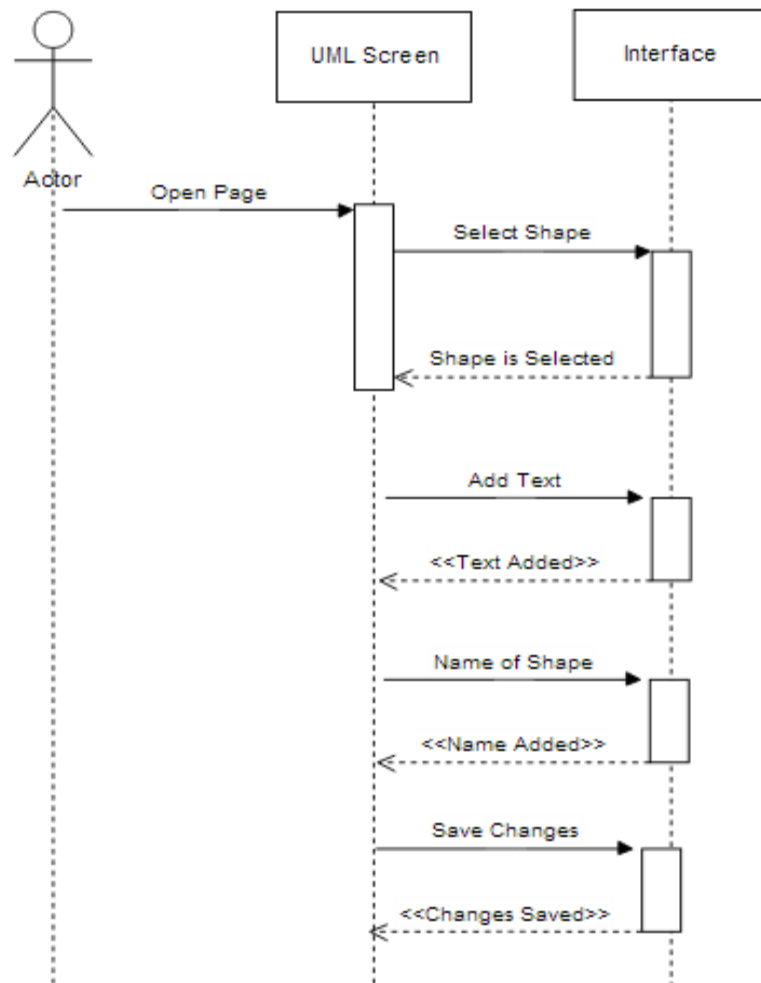 UML Screen
Interface
Actor
Open Page
Select Shape
Shape is Selected
Add Text
<<Text Added>>
Name of Shape
<<Name Added>>
Save Changes
<<Changes Saved>>